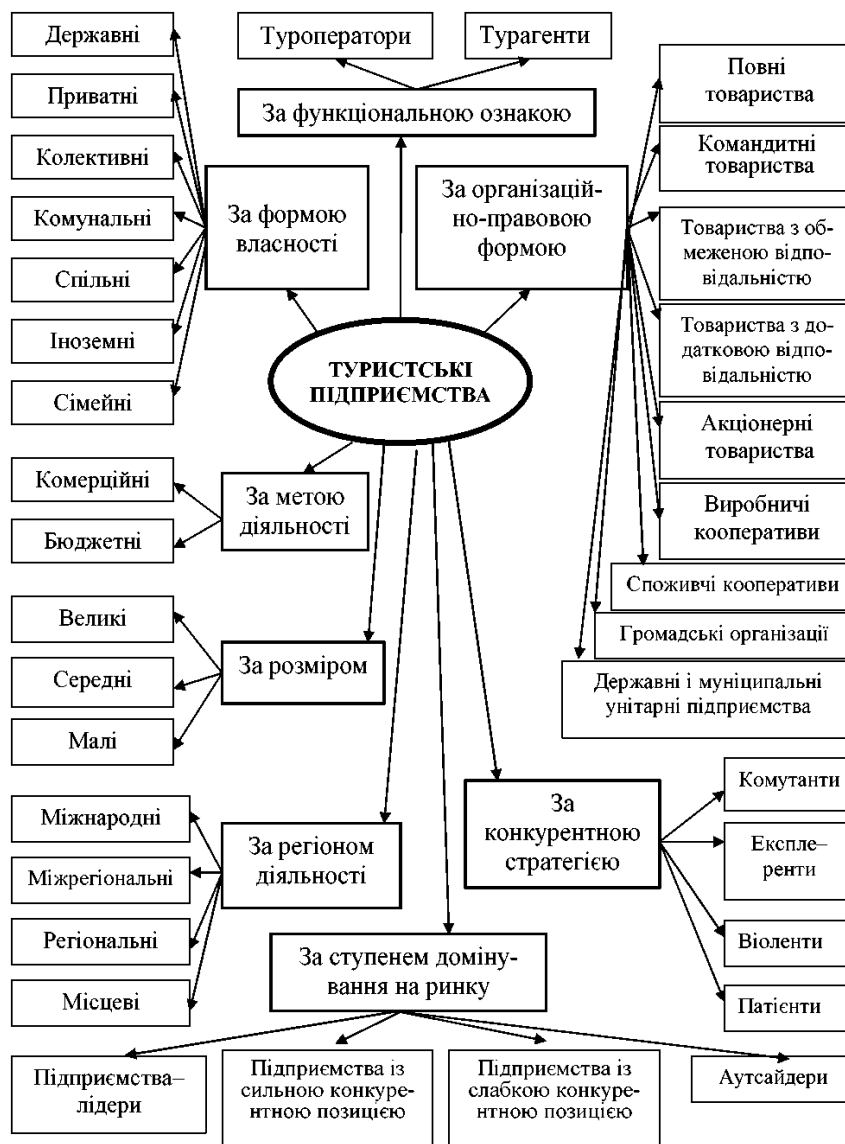 Державні
Приватні
Колективні
Комунальні
Спільні
Іноземні
Сімейні
За формою
власності
Туроператори
Турагенти
За функціональною ознакою
За організацій-
но-правовою
формою
Повні
товариства
Командитні
товариства
Товариства з об-
меженою відпо-
відальністю
Товариства з до-
датковою відпо-
відальністю
Акціонерні
товариства
Виробничі
кооперативи
Споживчі кооперативи
Громадські організації
Державні і муніципальні
унітарні підприємства
ТУРИСТСЬКІ
ПІДПРИЄМСТВА
Комерційні
Бюджетні
За метою
діяльності
Великі
Середні
Малі
За розміром
Міжнародні
Міжрегіональні
Регіональні
Місцеві
За регіоном
діяльності
За
конкурентною
стратегією
Комутанти
Експле–
ренти
Віоленти
Патієнти
За ступенем доміну-
вання на ринку
Підприємства–
лідери
Підприємства із
сильною конкуре-
нтною позицією
Підприємства із
слабкою конкуре-
нтною позицією
Аутсайдери